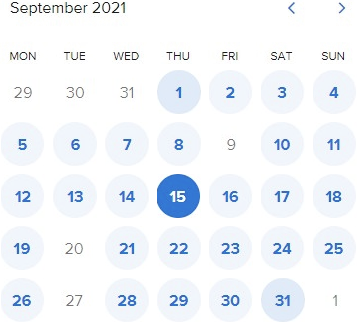 September 2021
MON TUE WED THU FRI SAT SUN
29 30 31 1 2 3 4
5 6 7 8 9 10 11
12 13 14 15 16 17 18
19 20 21 22 23 24 25
26 27 28 29 30 31 1